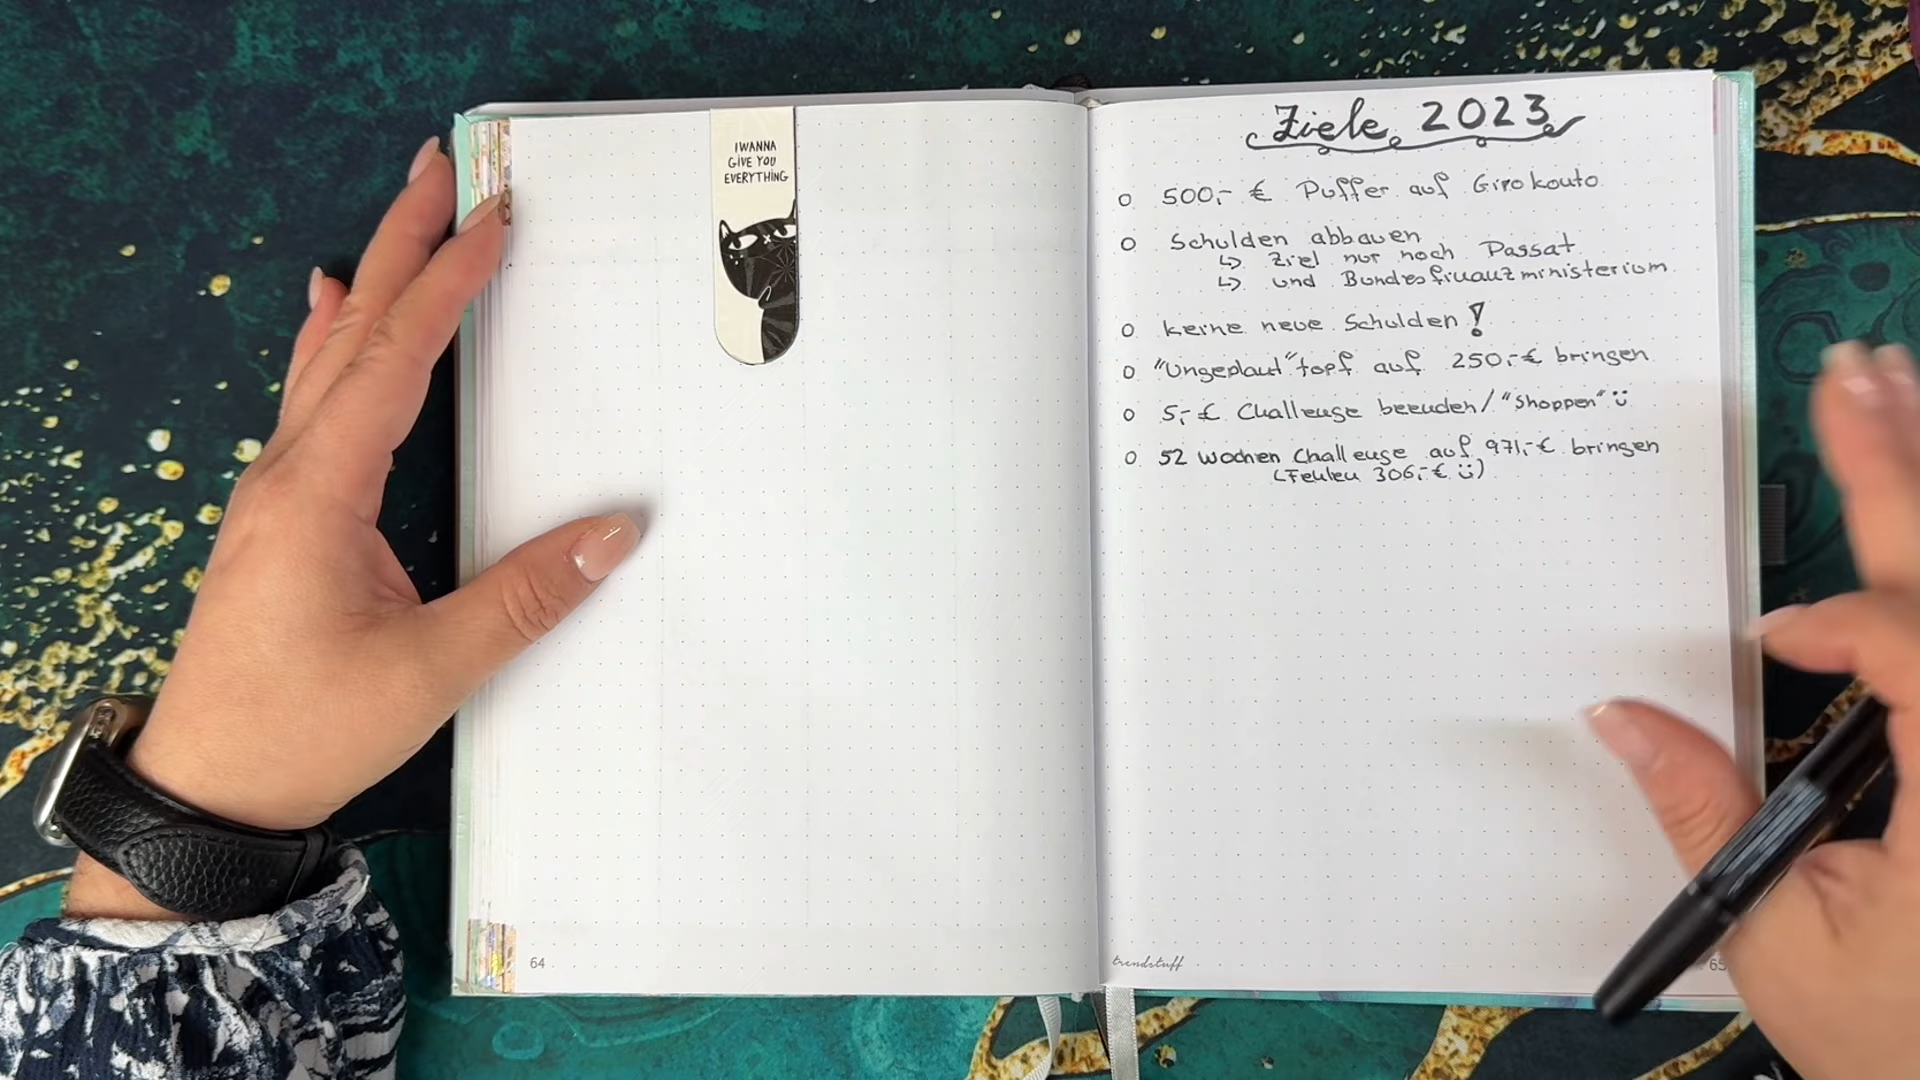 I WANNA
GIVE YOU
EVERYTHING
Ziele 2023
O 500,- € Puffer auf Girokonto
O Schulden abbauen
↳ Ziel nur noch Passat
↳ und Bundesfinanzministerium
O keine neue Schulden!
O "Ungeplant"topf auf 250,-€ bringen
O 5,-€ Challenge beenden/"Shoppen" ü
O 52 Wochen Challenge auf 971,-€ bringen
(Fehlen 306,-€ ü)
64
trendstuff
65